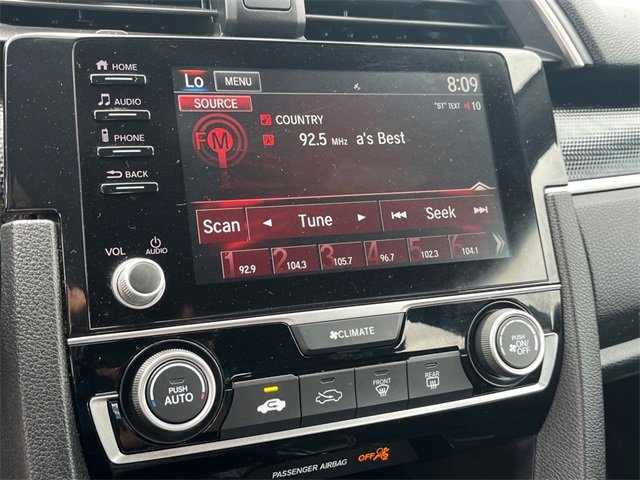 HOME
AUDIO
PHONE
BACK
VOL AUDIO
Lo MENU 8:09
SOURCE "ST" TEXT 10
FM COUNTRY
A 92.5 MHz a's Best
Scan Tune Seek
1 92.9 2 104.3 3 105.7 4 96.7 5 102.3 6 104.1
CLIMATE
PUSH AUTO
FRONT
REAR
PUSH ON/OFF
PASSENGER AIRBAG OFF